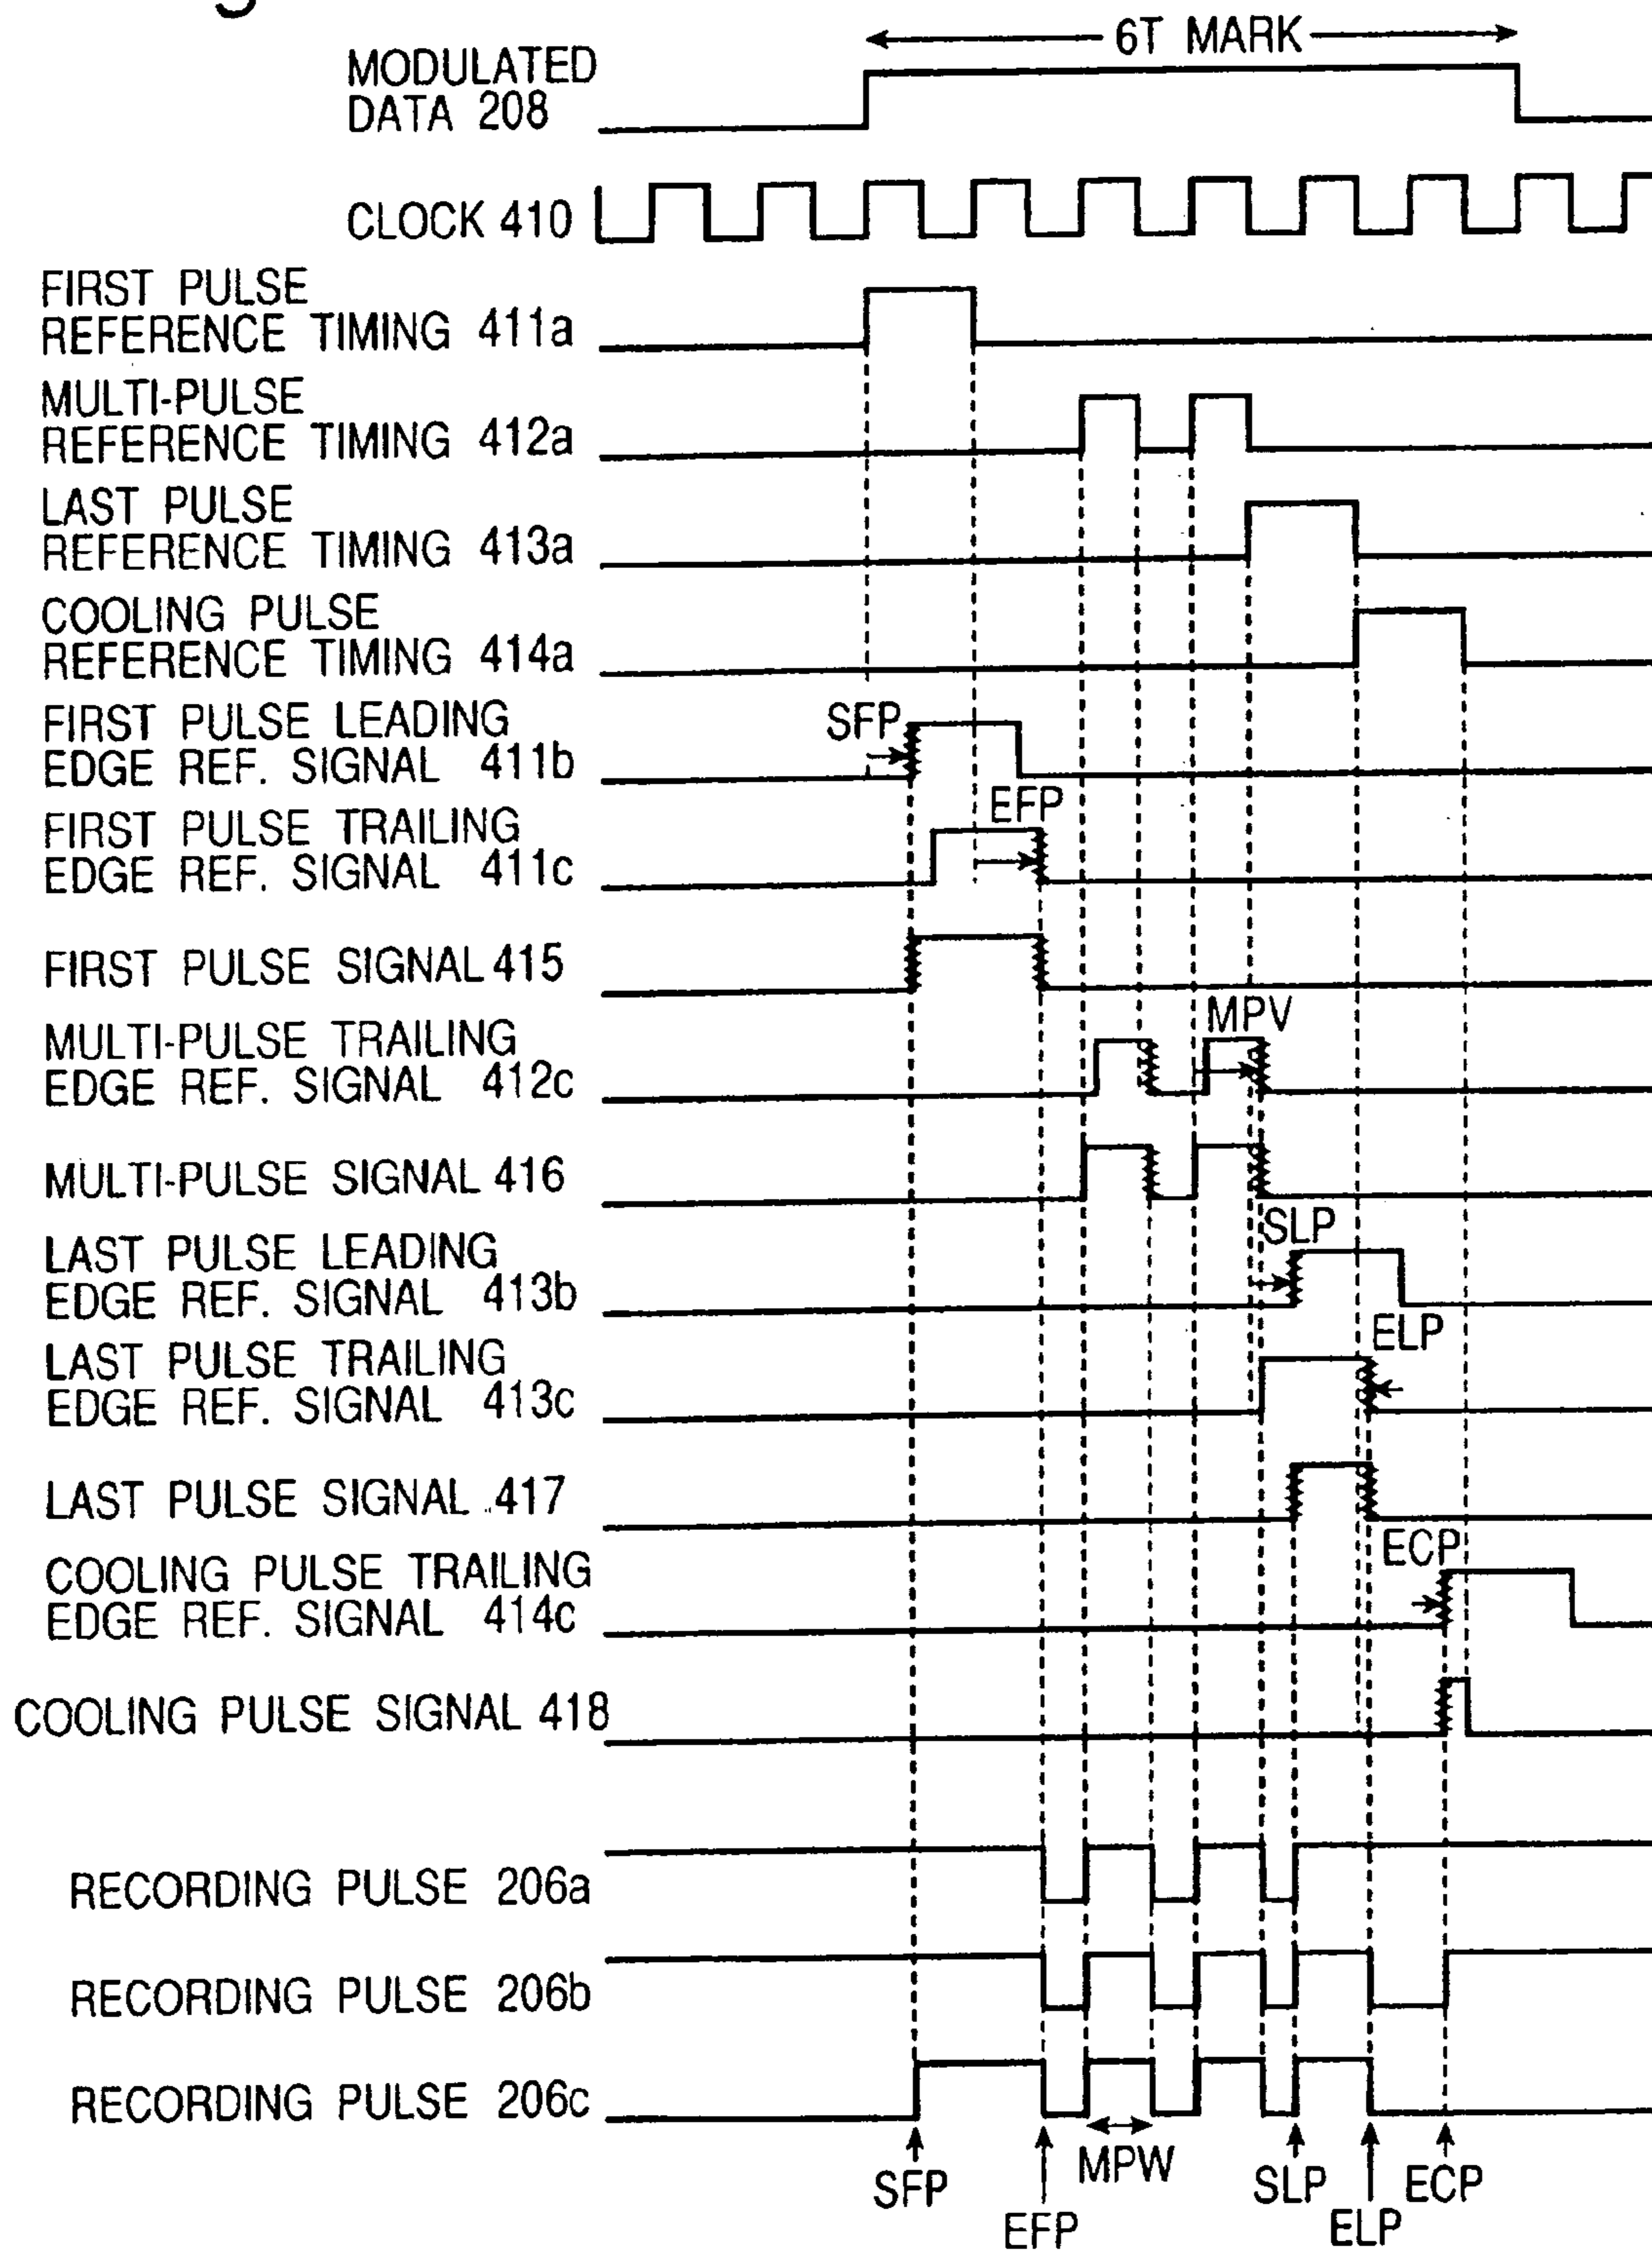 6T MARK
MODULATED
DATA 208
CLOCK 410
FIRST PULSE
REFERENCE TIMING 411a
MULTI-PULSE
REFERENCE TIMING 412a
LAST PULSE
REFERENCE TIMING 413a
COOLING PULSE
REFERENCE TIMING 414a
FIRST PULSE LEADING
EDGE REF. SIGNAL 411b
SFP
FIRST PULSE TRAILING
EDGE REF. SIGNAL 411c
EFP
FIRST PULSE SIGNAL 415
MULTI-PULSE TRAILING
EDGE REF. SIGNAL 412c
MPV
MULTI-PULSE SIGNAL 416
LAST PULSE LEADING
EDGE REF. SIGNAL 413b
SLP
LAST PULSE TRAILING
EDGE REF. SIGNAL 413c
ELP
LAST PULSE SIGNAL 417
COOLING PULSE TRAILING
EDGE REF. SIGNAL 414c
ECP
COOLING PULSE SIGNAL 418
RECORDING PULSE 206a
RECORDING PULSE 206b
RECORDING PULSE 206c
SFP
EFP
MPW
SLP
ELP
ECP